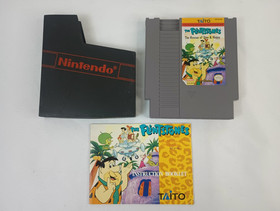 Nintendo
TAITO
THE FLINTSTONES
The Rescue of Dino & Hoppy
THE FLINTSTONES
INSTRUCTION BOOKLET
TAITO